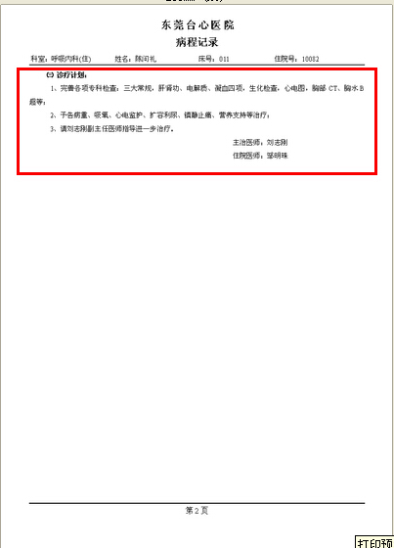 东莞台心医院
病程记录
科室：呼吸内科(住) 姓名：陈问礼 床号：011 住院号：10002
诊疗计划：
1、完善各项专科检查：三大常规、肝肾功、电解质、凝血四项、生化检查、心电图、胸部 CT、胸水 B
超等；
2、予告病重、吸氧、心电监护、扩容利尿、镇静止痛、营养支持等治疗；
3、请刘志刚副主任医师指导进一步治疗。
主治医师：刘志刚
住院医师：邹明珠
第 2 页
打印预